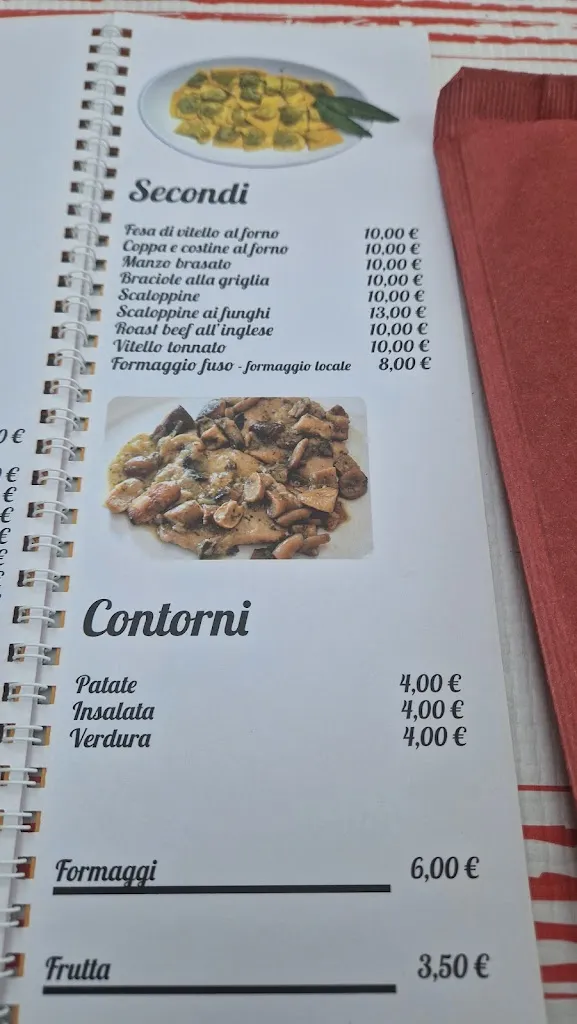 Secondi
Fesa di vitello al forno 10,00 €
Coppa e costine al forno 10,00 €
Manzo brasato 10,00 €
Braciole alla griglia 10,00 €
Scaloppine 10,00 €
Scaloppine ai funghi 13,00 €
Roast beef all'inglese 10,00 €
Vitello tonnato 10,00 €
Formaggio fuso - formaggio locale 8,00 €
Contorni
Patate 4,00 €
Insalata 4,00 €
Verdura 4,00 €
Formaggi 6,00 €
Frutta 3,50 €